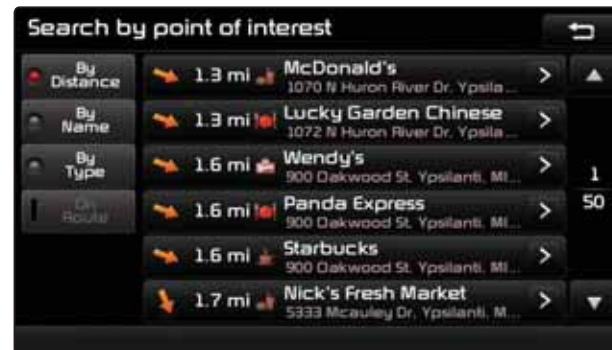 Search by point of interest
By
Distance
By
Name
By
Type
On
Route
1.3 mi McDonald's
1070 N Huron River Dr, Ypsila...
1.3 mi Lucky Garden Chinese
1072 N Huron River Dr, Ypsila...
1.6 mi Wendy's
900 Oakwood St, Ypsilanti, MI...
1.6 mi Panda Express
900 Oakwood St, Ypsilanti, MI...
1.6 mi Starbucks
900 Oakwood St, Ypsilanti, MI...
1.7 mi Nick's Fresh Market
5333 Mcauley Dr, Ypsilanti, M...
1
50